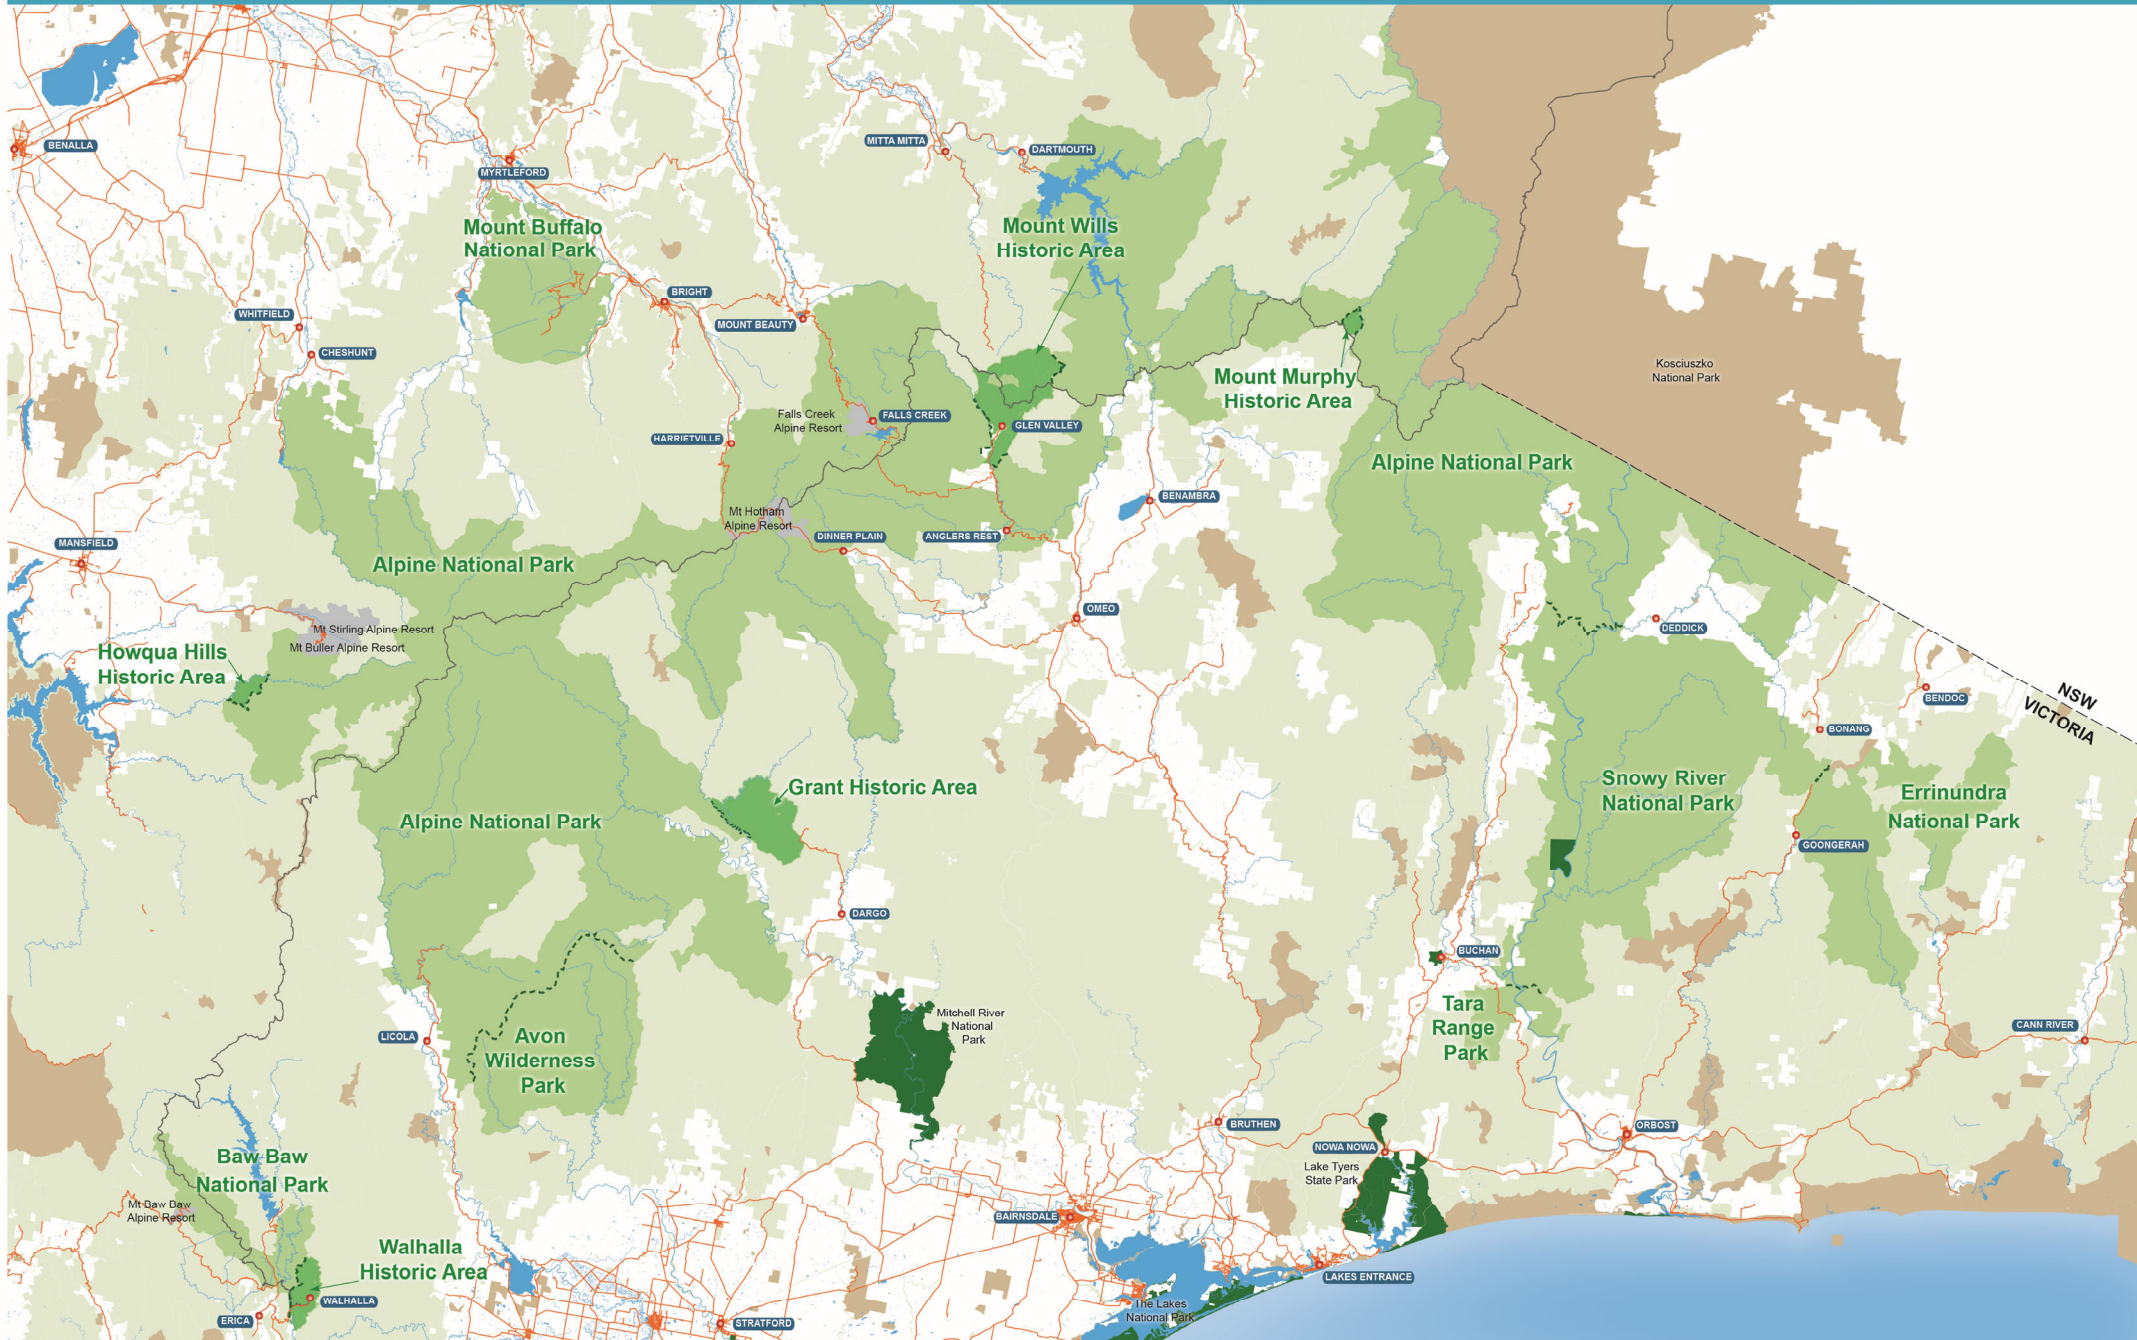 BENALLA
MYRTLEFORD
MITTA MITTA
DARTMOUTH
Mount Buffalo
National Park
Mount Wills
Historic Area
BRIGHT
WHITFIELD
MOUNT BEAUTY
CHESHUNT
Kosciuszko
National Park
Mount Murphy
Historic Area
Falls Creek
Alpine Resort
FALLS CREEK
GLEN VALLEY
HARRIETVILLE
Alpine National Park
BENAMBRA
Mt Hotham
Alpine Resort
DINNER PLAIN
ANGLERS REST
MANSFIELD
Alpine National Park
OMEO
DEDDICK
Mt Stirling Alpine Resort
Mt Buller Alpine Resort
Howqua Hills
Historic Area
BENDOC
NSW
VICTORIA
BONANG
Snowy River
National Park
Grant Historic Area
Errinundra
National Park
Alpine National Park
GOONGERAH
DARGO
BUCHAN
Tara
Range
Park
Mitchell River
National
Park
CANN RIVER
LICOLA
Avon
Wilderness
Park
BRUTHEN
ORBOST
NOWA NOWA
Lake Tyers
State Park
Baw Baw
National Park
Mt Baw Baw
Alpine Resort
BAIRNSDALE
Walhalla
Historic Area
LAKES ENTRANCE
WALHALLA
The Lakes
National Park
ERICA
STRATFORD